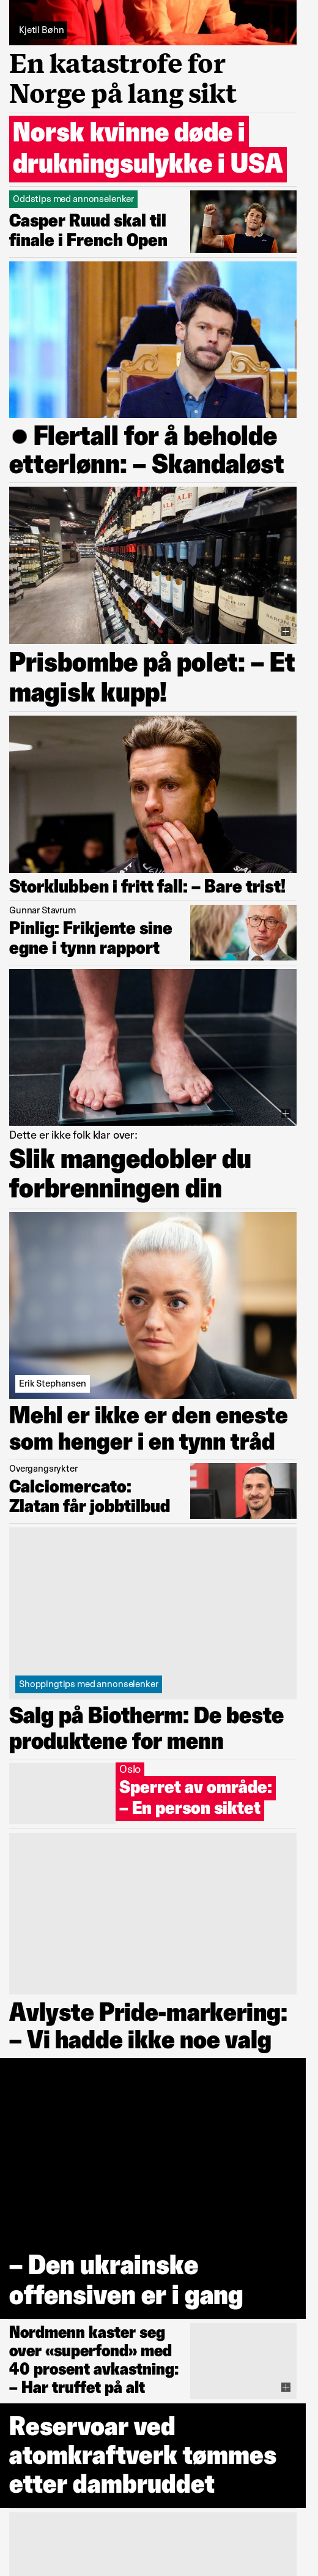 Kjetil Bøhn
En katastrofe for
Norge på lang sikt
Norsk kvinne døde i
drukningsulykke i USA
Oddstips med annonselenker
Casper Ruud skal til
finale i French Open
● Flertall for å beholde
etterlønn: – Skandaløst
Prisbombe på polet: – Et
magisk kupp!
Storklubben i fritt fall: – Bare trist!
Gunnar Stavrum
Pinlig: Frikjente sine
egne i tynn rapport
Dette er ikke folk klar over:
Slik mangedobler du
forbrenningen din
Erik Stephansen
Mehl er ikke er den eneste
som henger i en tynn tråd
Overgangsrykter
Calciomercato:
Zlatan får jobbtilbud
Shoppingtips med annonselenker
Salg på Biotherm: De beste
produktene for menn
Oslo
Sperret av område:
– En person siktet
Avlyste Pride-markering:
– Vi hadde ikke noe valg
– Den ukrainske
offensiven er i gang
Nordmenn kaster seg
over «superfond» med
40 prosent avkastning:
– Har truffet på alt
Reservoar ved
atomkraftverk tømmes
etter dambruddet